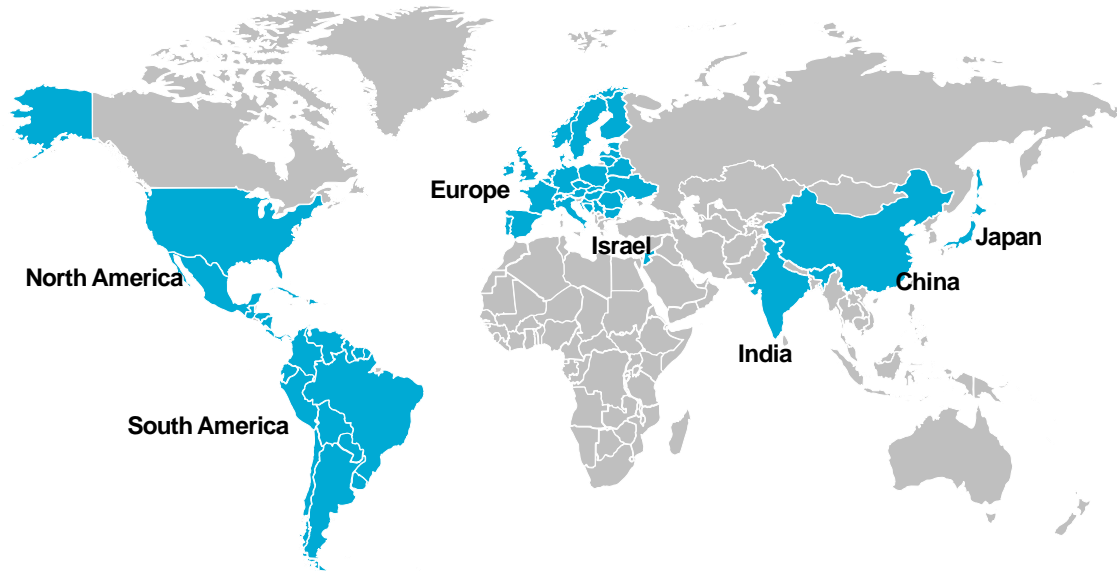 Europe
Israel
Japan
North America
China
India
South America